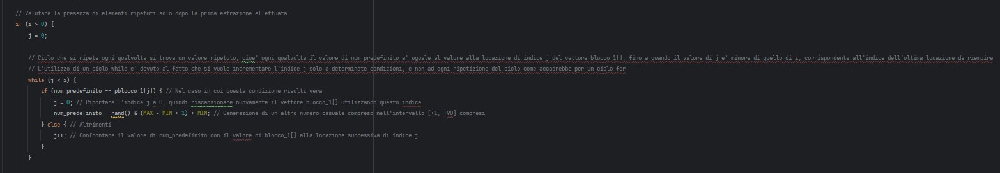 // Valutare la presenza di elementi ripetuti solo dopo la prima estrazione effettuata
if (i > 0) {
j = 0;
// Ciclo che si ripete ogni qualvolta si trova un valore ripetuto, cioe' ogni qualvolta il valore di num_predefinito e' uguale al valore alla locazione di indice j del vettore blocco_1[], fino a quando il valore di j e' minore di quello di i, corrispondente all'indice dell'ultima locazione da riempire
// L'utilizzo di un ciclo while e' dovuto al fatto che si vuole incrementare l'indice j solo a determinate condizioni, e non ad ogni ripetizione del ciclo come accadrebbe per un ciclo for
while (j < i) {
if (num_predefinito == pblocco_1[j]) { // Nel caso in cui questa condizione risulti vera
j = 0; // Riportare l'indice j a 0, quindi riscansionare nuovamente il vettore blocco_1[] utilizzando questo indice
num_predefinito = rand() % (MAX - MIN + 1) + MIN; // Generazione di un altro numero casuale compreso nell'intervallo [+1, +90] compresi
} else { // Altrimenti
j++; // Confrontare il valore di num_predefinito con il valore di blocco_1[] alla locazione successiva di indice j
}
}